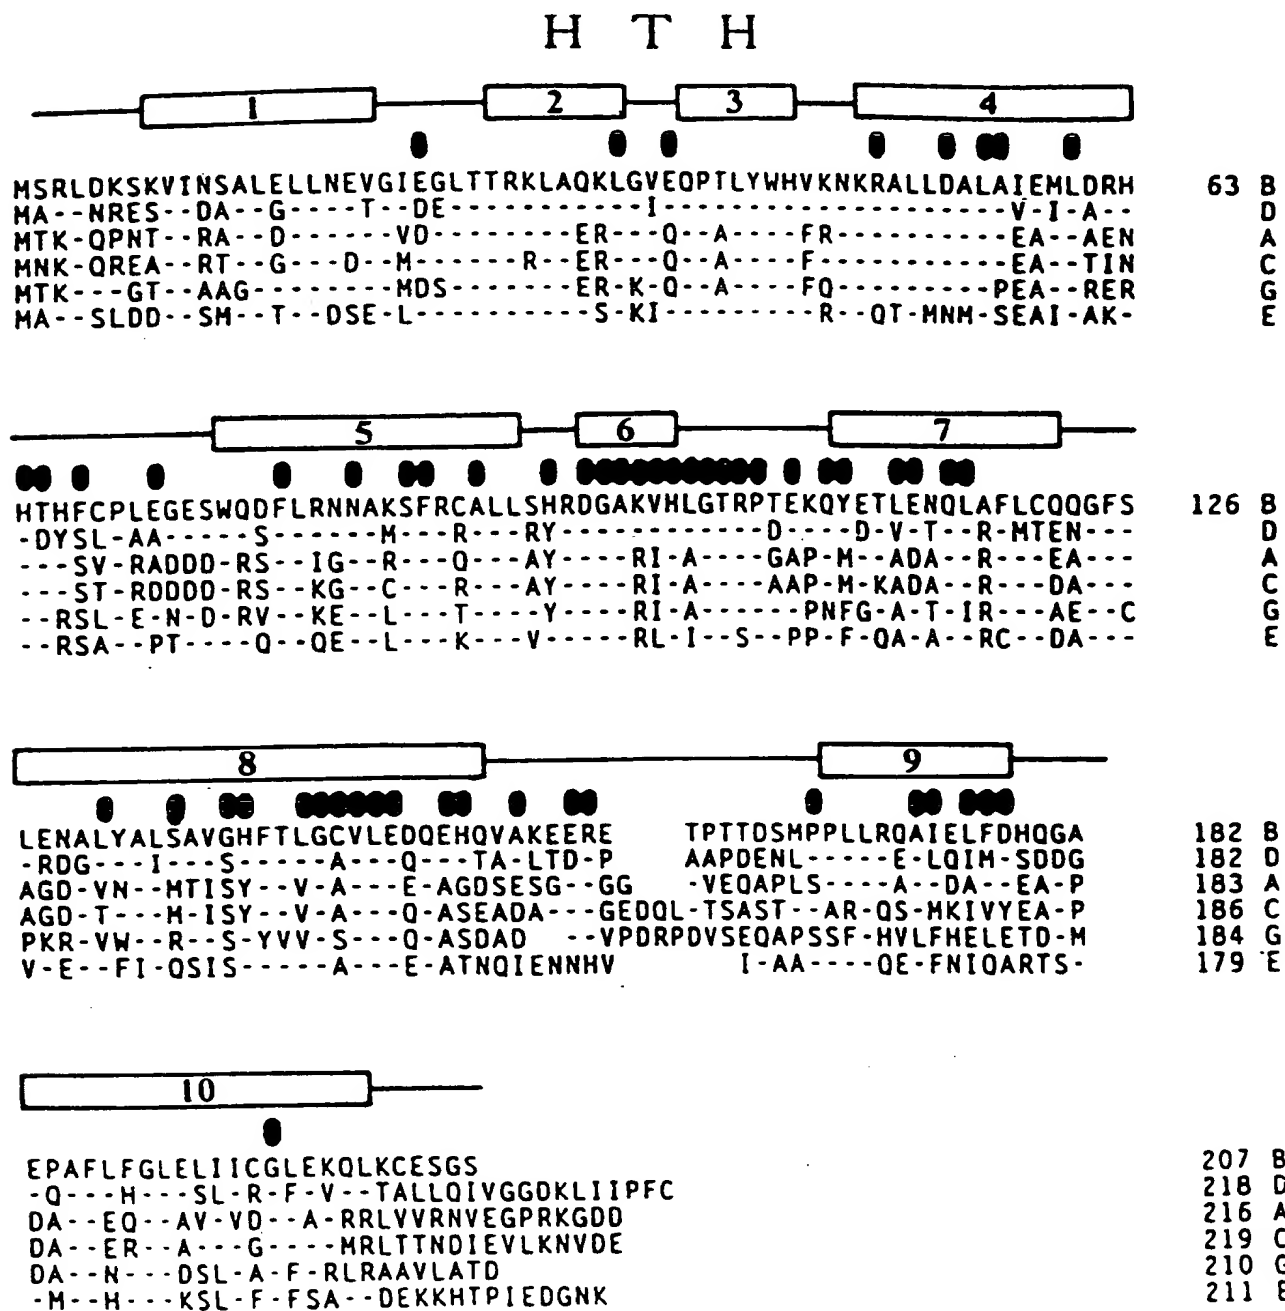 H T H
1 2 3 4
MSRLDKSKVINSALELLNEVGIEGLTTRKLAQKLGVEQPTLYWHVKNKRALLDALAIEMLDRH 63 B
MA--NRES--DA--G----T--DE-----------I--------------------V-I-A-- D
MTK-QPNT--RA--D------VD--------ER---Q--A----FR----------EA--AEN A
MNK-QREA--RT--G---D--M------R--ER---Q--A----F-----------EA--TIN C
MTK---GT--AAG--------MDS-------ER-K-Q--A----FQ---------PEA--RER G
MA--SLDD--SM--T--DSE-L----------S-KI---------R--QT-MNM-SEAI-AK- E
5 6 7
HTHFCPLEGESWQDFLRNNAKSFRCALLSHRDGAKVHLGTRPTEKQYETLENQLAFLCQQGFS 126 B
-DYSL-AA-----S------M---R---RY------------D----D-V-T--R-MTEN--- D
---SV-RADDD-RS--IG--R---Q---AY----RI-A----GAP-M--ADA--R---EA--- A
---ST-RDDDD-RS--KG--C---R---AY----RI-A----AAP-M-KADA--R---DA--- C
--RSL-E-N-D-RV--KE--L---T----Y----RI-A------PNFG-A-T-IR---AE--C G
--RSA--PT----Q--QE--L---K---V-----RL-I--S--PP-F-QA-A--RC--DA--- E
8 9
LENALYALSAVGHFTLGCVLEDQEHQVAKEERE TPTTDSMPPLLRQAIELFDHQGA 182 B
-RDG---I---S-----A---Q---TA-LTD-P AAPDENL-----E-LQIM-SDDG 182 D
AGD-VN--MTISY--V-A---E-AGDSESG--GG -VEQAPLS----A--DA--EA-P 183 A
AGD-T---M-ISY--V-A---Q-ASEADA---GEDQL-TSAST--AR-QS-MKIVYEA-P 186 C
PKR-VW--R--S-YVV-S---Q-ASDAD --VPDRPDVSEQAPSSF-HVLFHELETD-M 184 G
V-E--FI-QSIS-----A---E-ATNQIENNHV I-AA----QE-FNIQARTS- 179 E
10
EPAFLFGLELIICGLEKQLKCESGS 207 B
-Q---H---SL-R-F-V--TALLQIVGGDKLIIPFC 218 D
DA--EQ--AV-VD--A-RRLVVRNVEGPRKGDD 216 A
DA--ER--A---G----MRLTTNDIEVLKNVDE 219 C
DA--N---DSL-A-F-RLRAAVLATD 210 G
-M--H---KSL-F-FSA--DEKKHTPIEDGNK 211 E